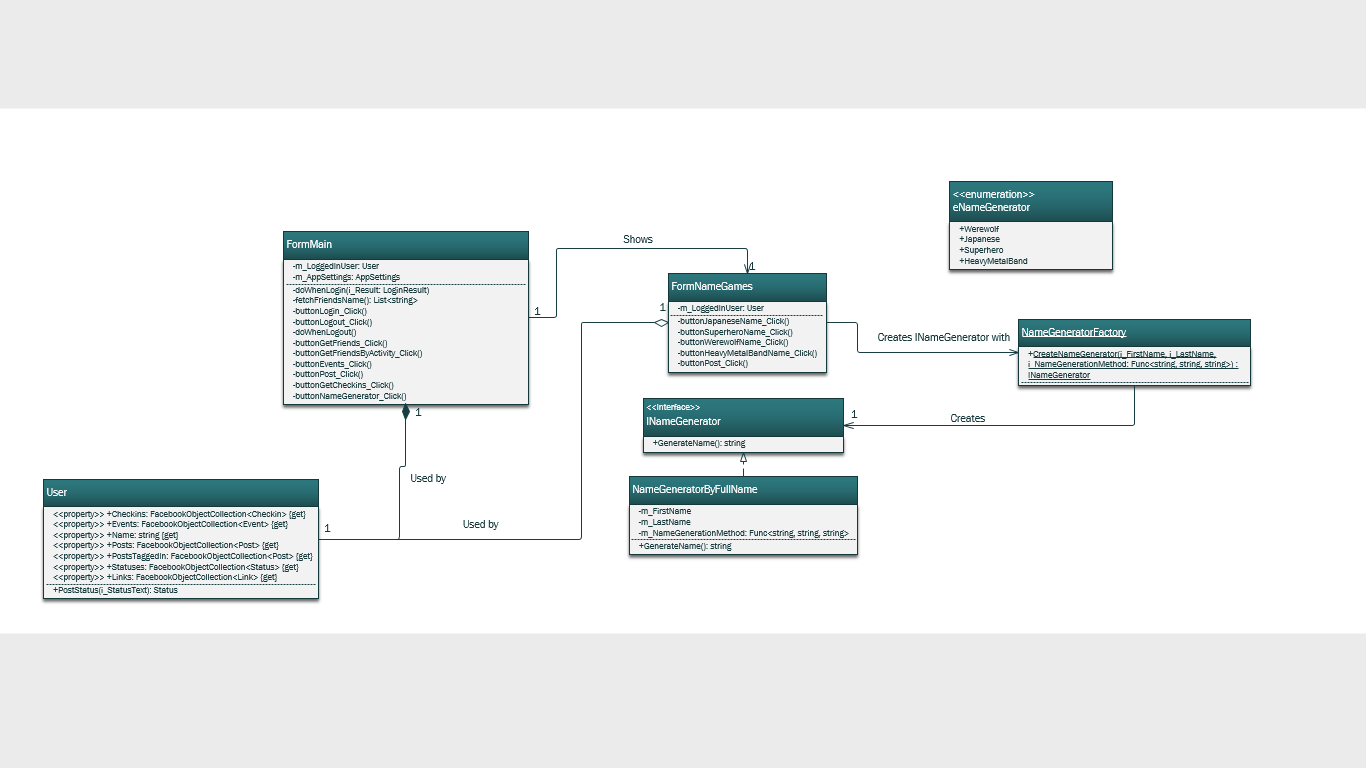 <<enumeration>>
eNameGenerator
+Werewolf
+Japanese
+Superhero
+HeavyMetalBand
FormMain
-m_LoggedInUser: User
-m_AppSettings: AppSettings
-doWhenLogin(i_Result: LoginResult)
-fetchFriendsName(): List<string>
-buttonLogin_Click()
-buttonLogout_Click()
-doWhenLogout()
-buttonGetFriends_Click()
-buttonGetFriendsByActivity_Click()
-buttonEvents_Click()
-buttonPost_Click()
-buttonGetCheckins_Click()
-buttonNameGenerator_Click()
1
Shows
1
FormNameGames
-m_LoggedInUser: User
-buttonJapaneseName_Click()
-buttonSuperheroName_Click()
-buttonWerewolfName_Click()
-buttonHeavyMetalBandName_Click()
-buttonPost_Click()
1
Creates INameGenerator with
NameGeneratorFactory
+CreateNameGenerator(i_FirstName, i_LastName,
i_NameGenerationMethod: Func<string, string, string>) :
INameGenerator
<<interface>>
INameGenerator
+GenerateName(): string
1
Creates
1
Used by
User
<<property>> +Checkins: FacebookObjectCollection<Checkin> {get}
<<property>> +Events: FacebookObjectCollection<Event> {get}
<<property>> +Name: string {get}
<<property>> +Posts: FacebookObjectCollection<Post> {get}
<<property>> +PostsTaggedIn: FacebookObjectCollection<Post> {get}
<<property>> +Statuses: FacebookObjectCollection<Status> {get}
<<property>> +Links: FacebookObjectCollection<Link> {get}
+PostStatus(i_StatusText): Status
1
Used by
NameGeneratorByFullName
-m_FirstName
-m_LastName
-m_NameGenerationMethod: Func<string, string, string>
+GenerateName(): string